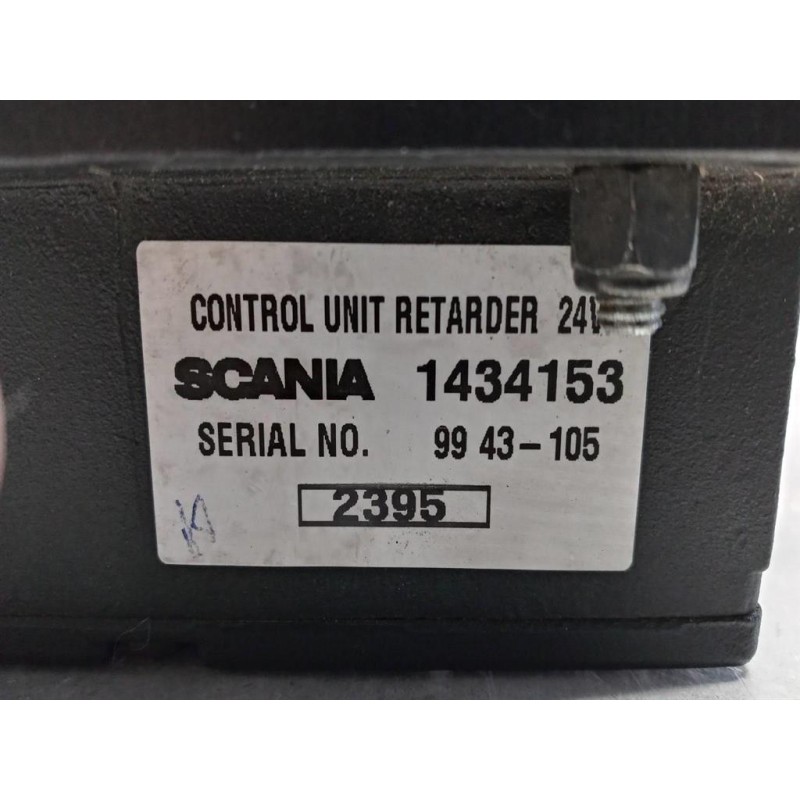 CONTROL UNIT RETARDER 24V
SCANIA 1434153
SERIAL NO. 99 43-105
2395